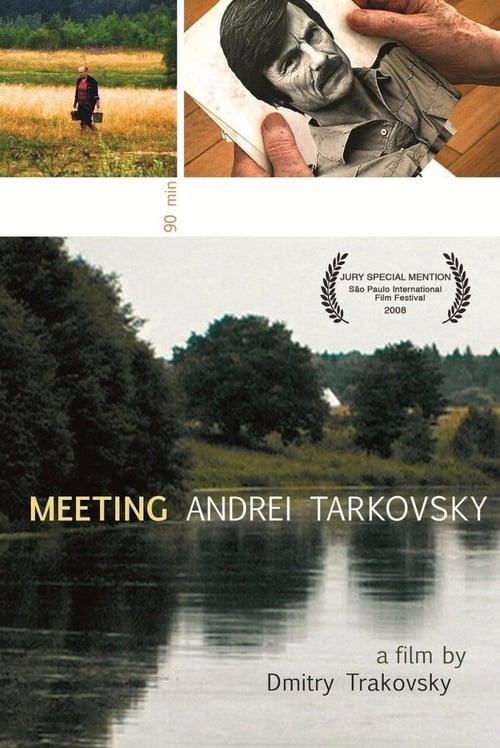 90 min
JURY SPECIAL MENTION
São Paulo International
Film Festival
2008
MEETING ANDREI TARKOVSKY
a film by
Dmitry Trakovsky